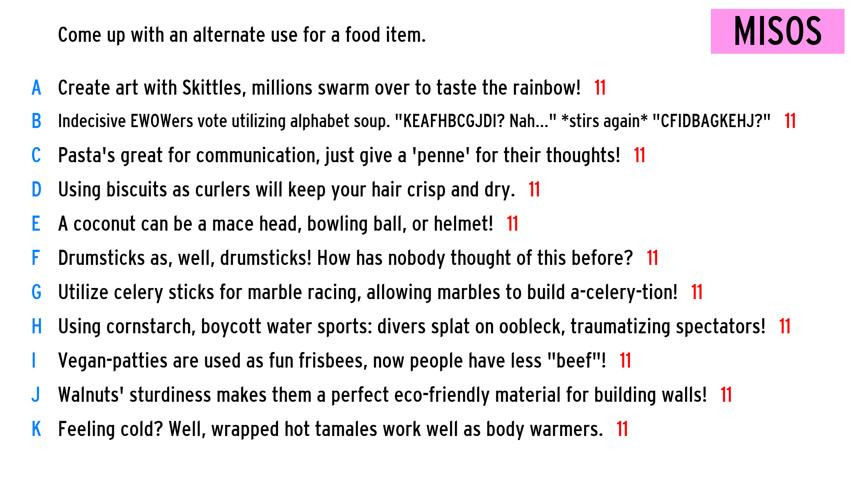 MISOS
Come up with an alternate use for a food item.
A Create art with Skittles, millions swarm over to taste the rainbow! 11
B Indecisive EWOWers vote utilizing alphabet soup. "KEAFHBCGJDI? Nah..." *stirs again* "CFIDBAGKEHJ?" 11
C Pasta's great for communication, just give a 'penne' for their thoughts! 11
D Using biscuits as curlers will keep your hair crisp and dry. 11
E A coconut can be a mace head, bowling ball, or helmet! 11
F Drumsticks as, well, drumsticks! How has nobody thought of this before? 11
G Utilize celery sticks for marble racing, allowing marbles to build a-celery-tion! 11
H Using cornstarch, boycott water sports: divers splat on oobleck, traumatizing spectators! 11
I Vegan-patties are used as fun frisbees, now people have less "beef"! 11
J Walnuts' sturdiness makes them a perfect eco-friendly material for building walls! 11
K Feeling cold? Well, wrapped hot tamales work well as body warmers. 11